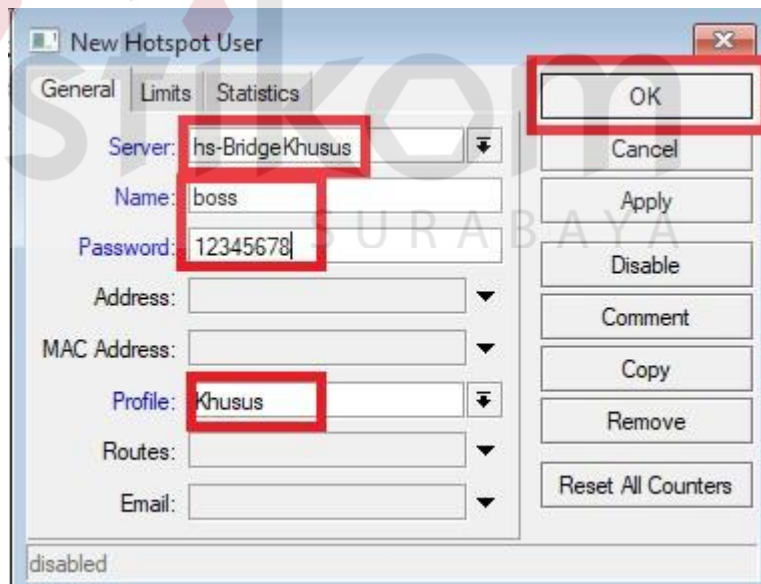 New Hotspot User
General Limits Statistics
Server: hs-BridgeKhusus
Name: boss
Password: 12345678
Address:
MAC Address:
Profile: Khusus
Routes:
Email:
OK
Cancel
Apply
Disable
Comment
Copy
Remove
Reset All Counters
disabled
stikom
SURABAYA